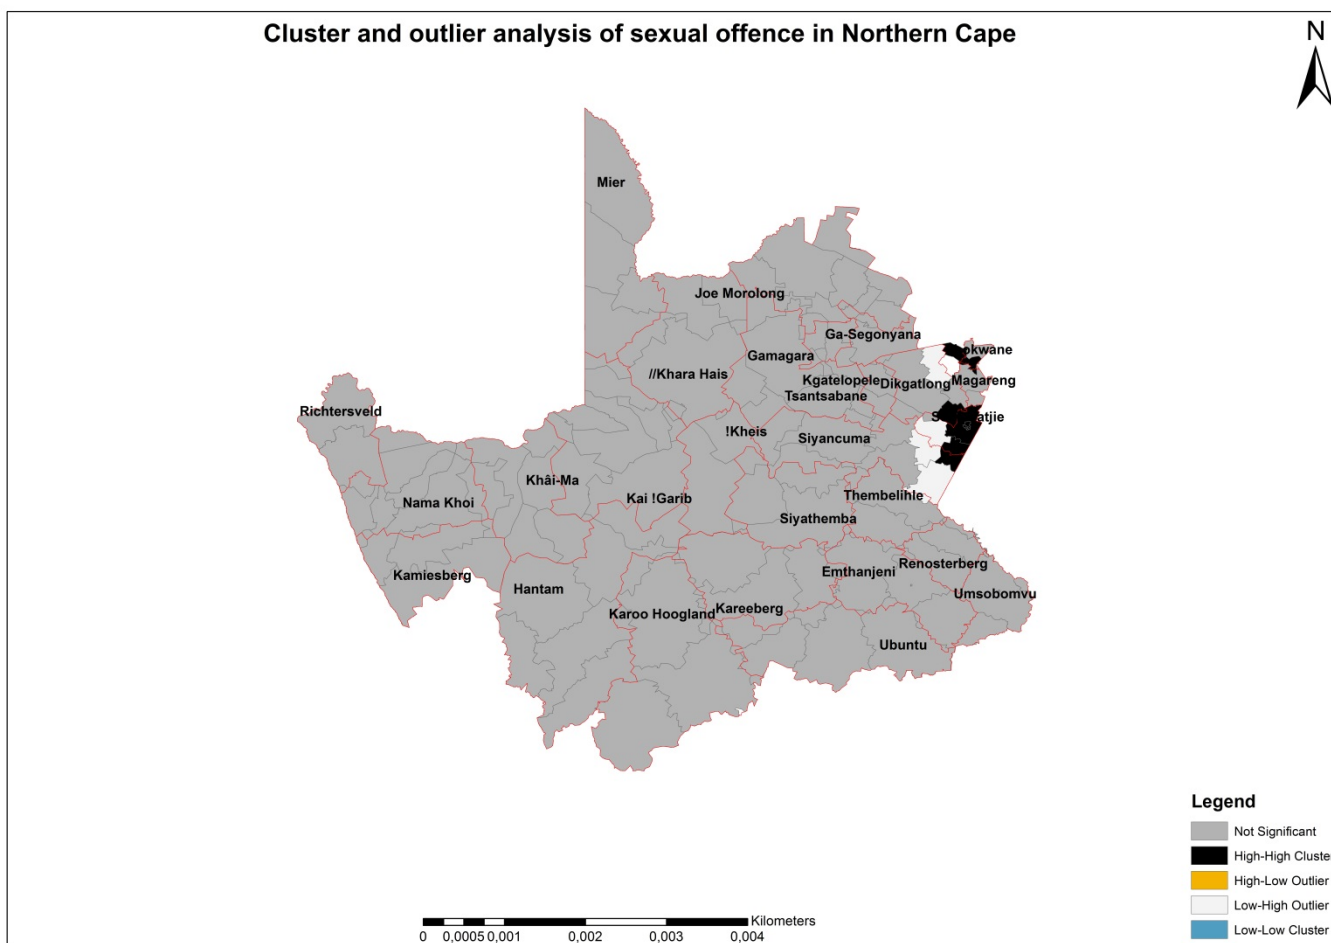 Cluster and outlier analysis of sexual offence in Northern Cape
N
Mier
Joe Morolong
Ga-Segonyana
okwane
Gamagara
//Khara Hais
Kgatelopele
Dikgatlong
Magareng
Tsantsabane
Richtersveld
S
atjie
!Kheis
Siyancuma
Khâi-Ma
Kai !Garib
Thembelihle
Nama Khoi
Siyathemba
Renosterberg
Kamiesberg
Emthanjeni
Hantam
Umsobomvu
Karoo Hoogland
Kareeberg
Ubuntu
Legend
Not Significant
High-High Cluster
High-Low Outlier
Low-High Outlier
Low-Low Cluster
Kilometers
0 0,0005 0,001 0,002 0,003 0,004